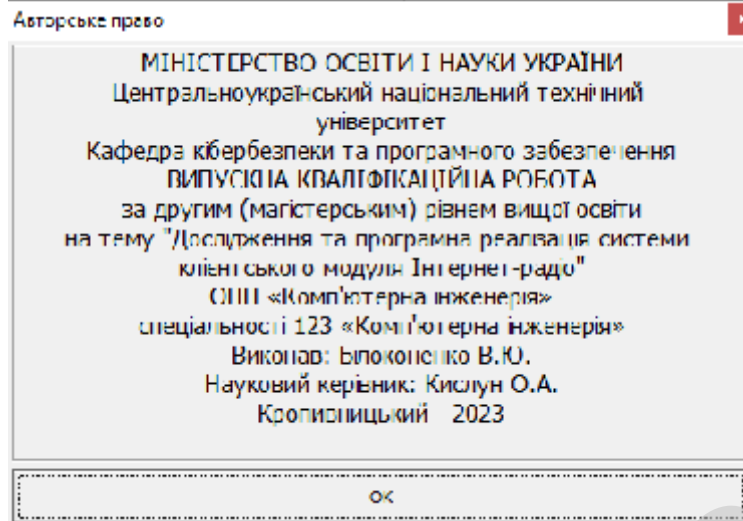 Авторське право
МІНІСТЕРСТВО ОСВІТИ І НАУКИ УКРАЇНИ
Центральноукраїнський національний технічний
університет
Кафедра кібербезпеки та програмного забезпечення
ВИПУСКНА КВАЛІФІКАЦІЙНА РОБОТА
за другим (магістерським) рівнем вищої освіти
на тему "Дослідження та програмна реалізація системи
клієнтського модуля Інтернет-радіо"
ОПП «Комп'ютерна інженерія»
спеціальності 123 «Комп'ютерна інженерія»
Виконав: Білоконенко В.Ю.
Науковий керівник: Кислун О.А.
Кропивницький 2023
ОК